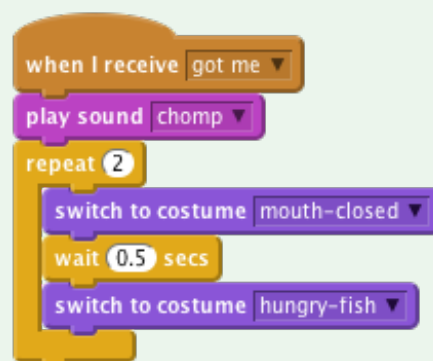 when I receive got me
play sound chomp
repeat 2
switch to costume mouth-closed
wait 0.5 secs
switch to costume hungry-fish